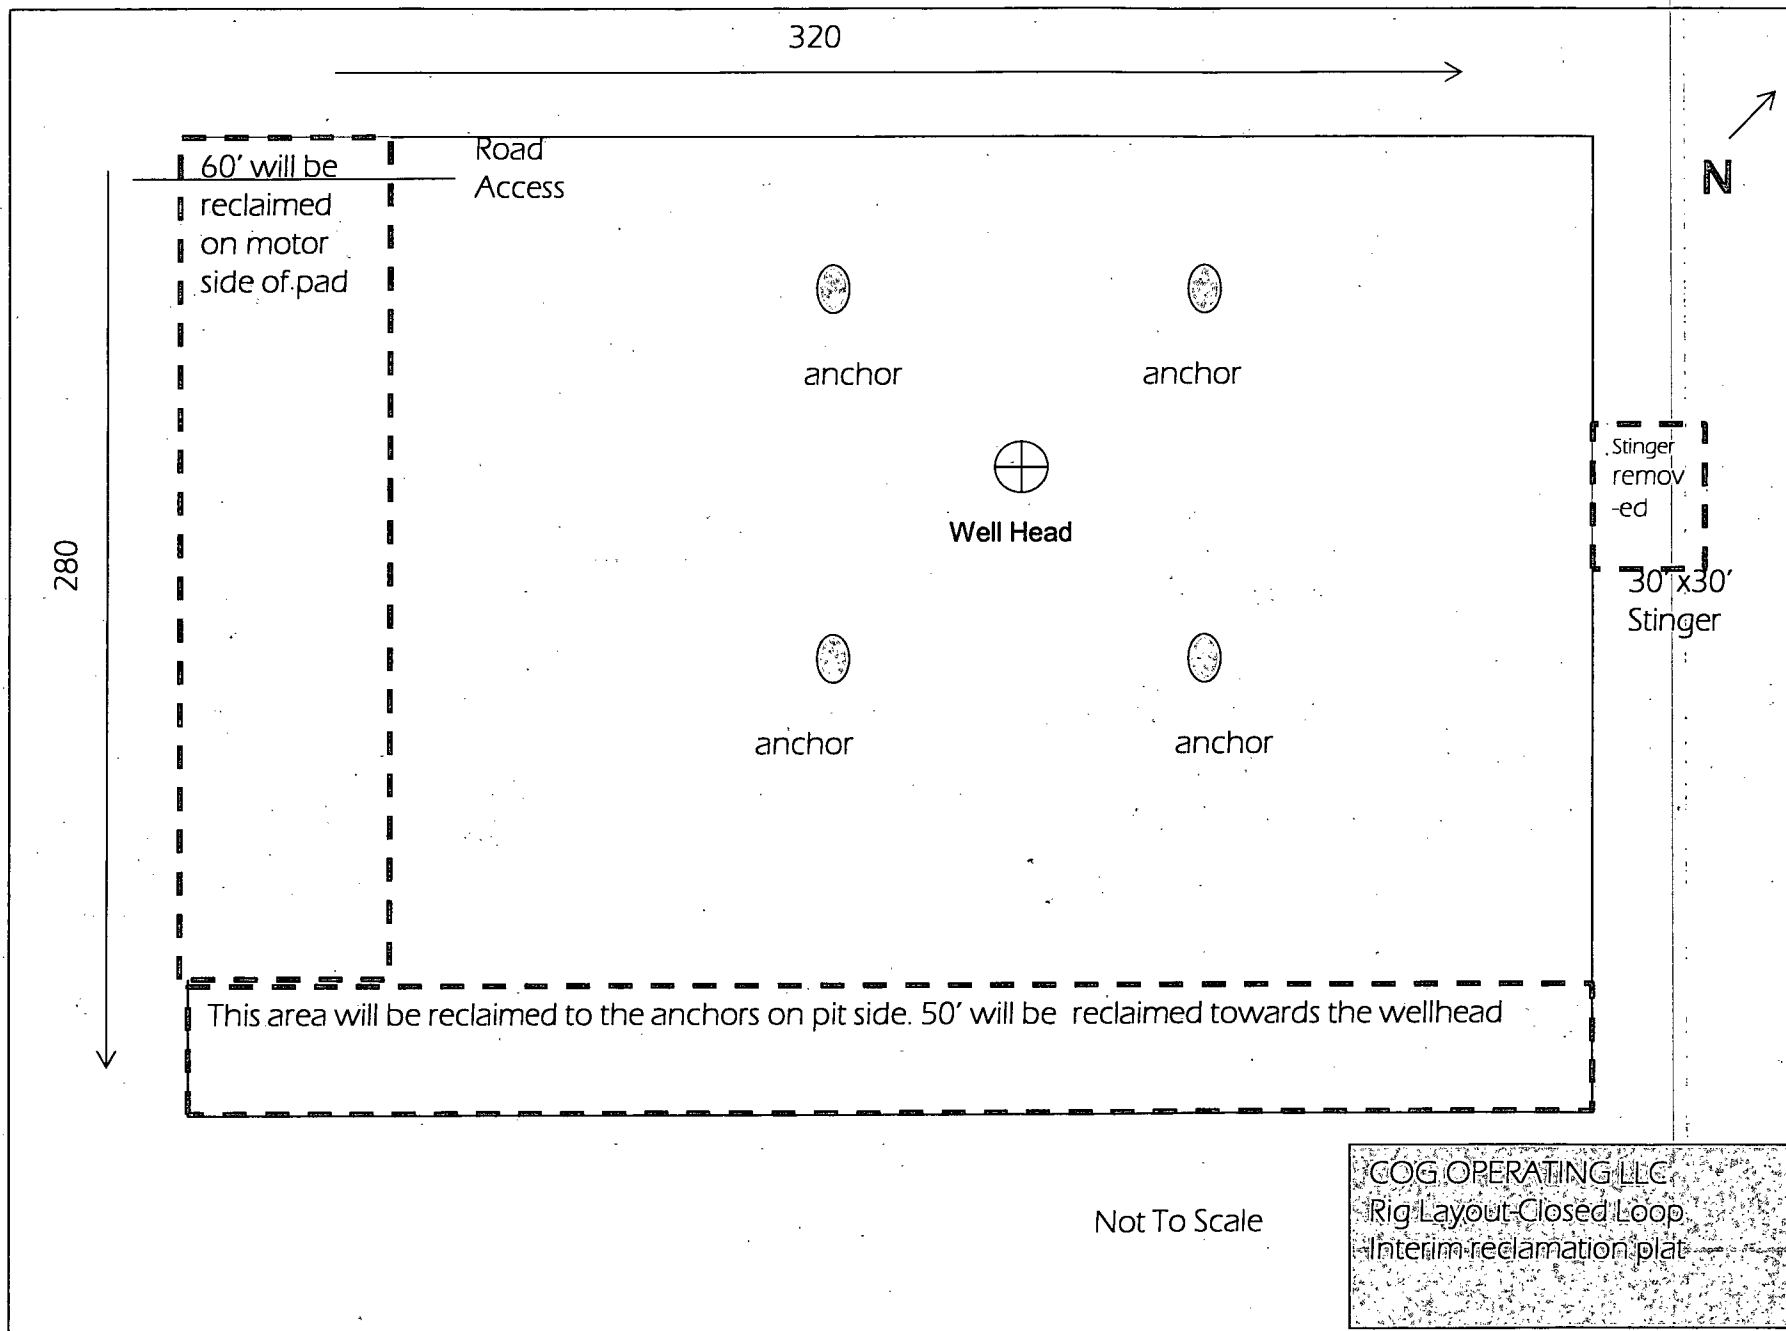 320
N
Road
Access
60' will be
reclaimed
on motor
side of pad
anchor
anchor
Stinger
remov
-ed
Well Head
280
30' x30'
Stinger
anchor
anchor
This area will be reclaimed to the anchors on pit side. 50' will be reclaimed towards the wellhead
COG OPERATING LLC
Rig Layout-Closed Loop
Interim reclamation plat
Not To Scale